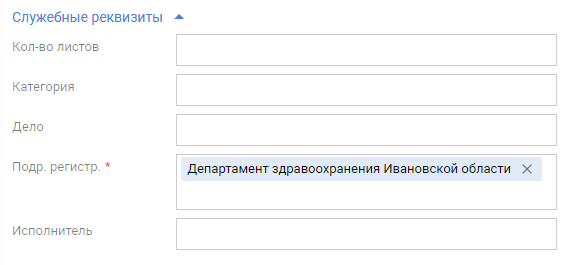 Служебные реквизиты
Кол-во листов
Категория
Дело
Подр. регистр. *
Департамент здравоохранения Ивановской области
Исполнитель